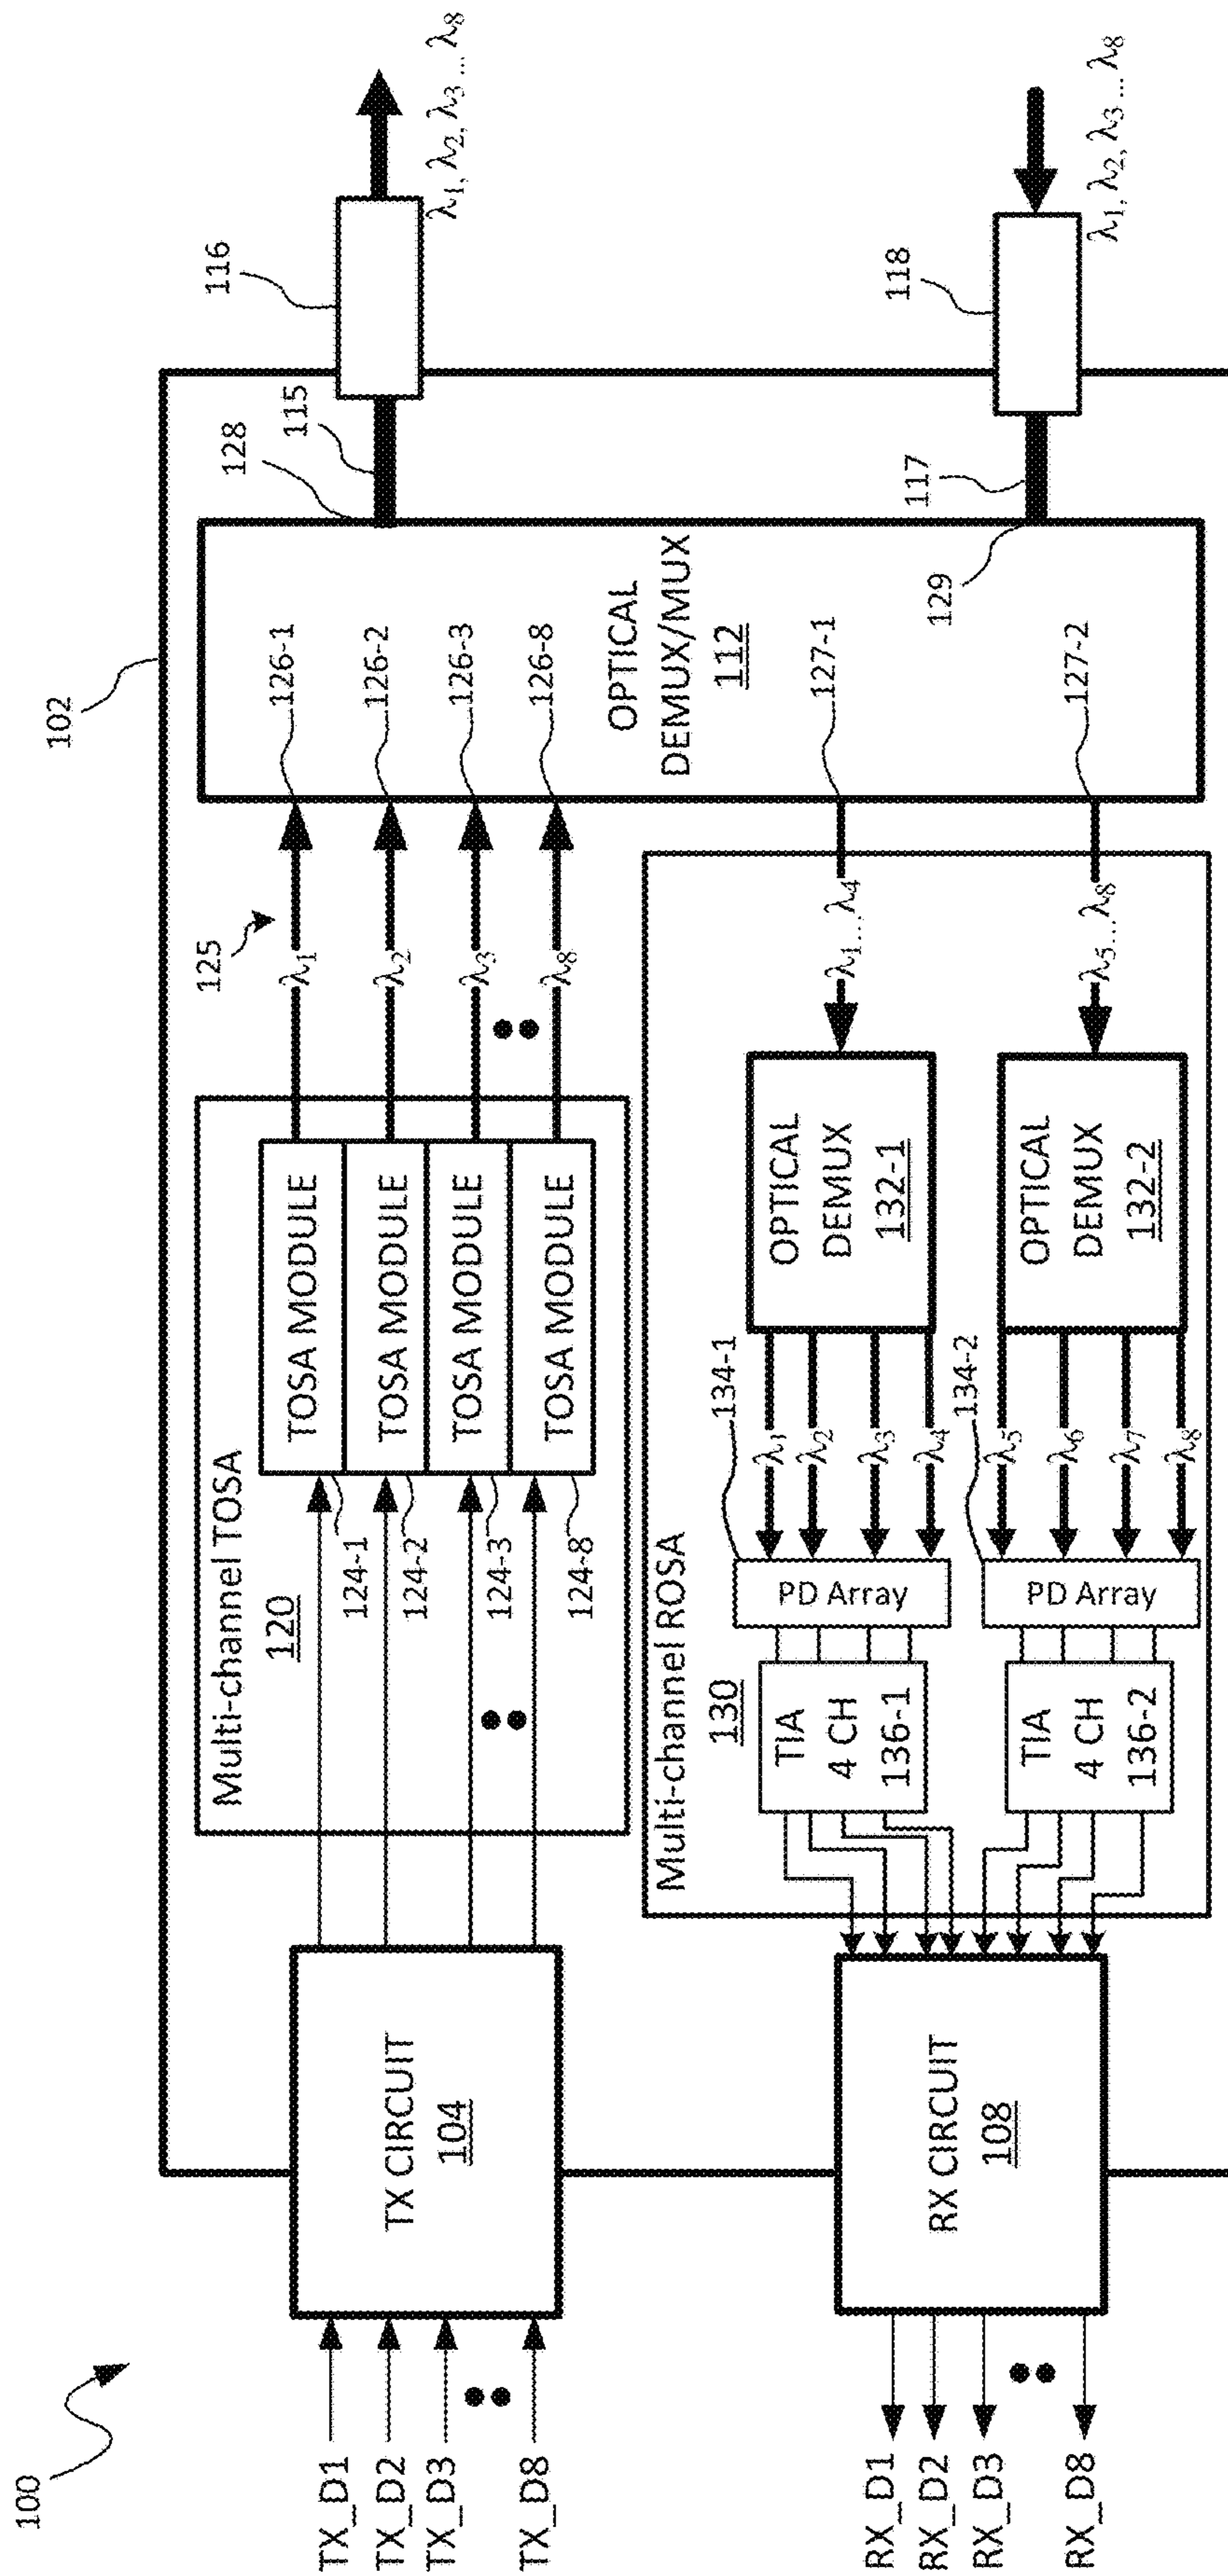 100
102
TX_D1
TX_D2
TX_D3
TX_D8
TX CIRCUIT
104
Multi-channel TOSA
120
124-1
124-2
124-3
124-8
TOSA MODULE
TOSA MODULE
TOSA MODULE
TOSA MODULE
125
λ1
λ2
λ3
λ8
126-1
126-2
126-3
126-8
OPTICAL
DEMUX/MUX
112
127-1
127-2
128
115
116
λ1, λ2, λ3 ... λ8
129
117
118
λ1, λ2, λ3 ... λ8
RX_D1
RX_D2
RX_D3
RX_D8
RX CIRCUIT
108
Multi-channel ROSA
130
TIA
4 CH
136-1
TIA
4 CH
136-2
PD Array
134-1
PD Array
134-2
λ1
λ2
λ3
λ4
λ5
λ6
λ7
λ8
OPTICAL
DEMUX
132-1
OPTICAL
DEMUX
132-2
λ1...λ4
λ5...λ8